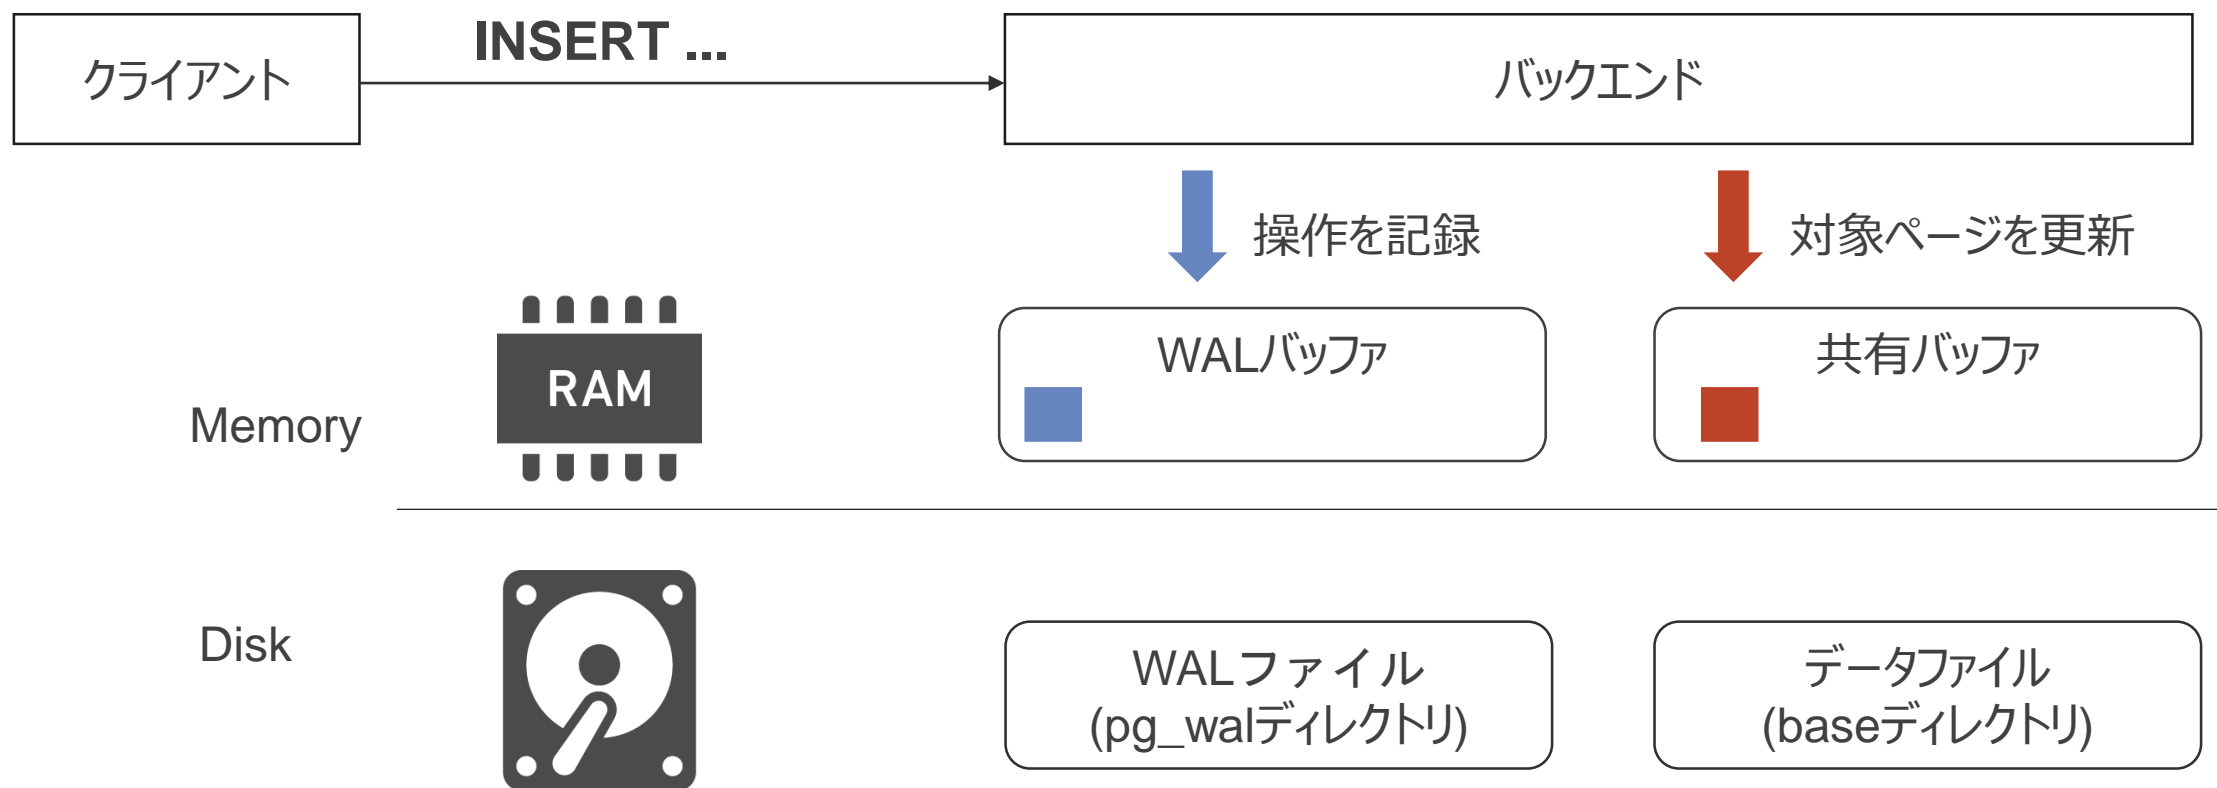 クライアント
INSERT ...
バックエンド
操作を記録
対象ページを更新
Memory
RAM
WALバッファ
共有バッファ
Disk
WALファイル
(pg_walディレクトリ)
データファイル
(baseディレクトリ)